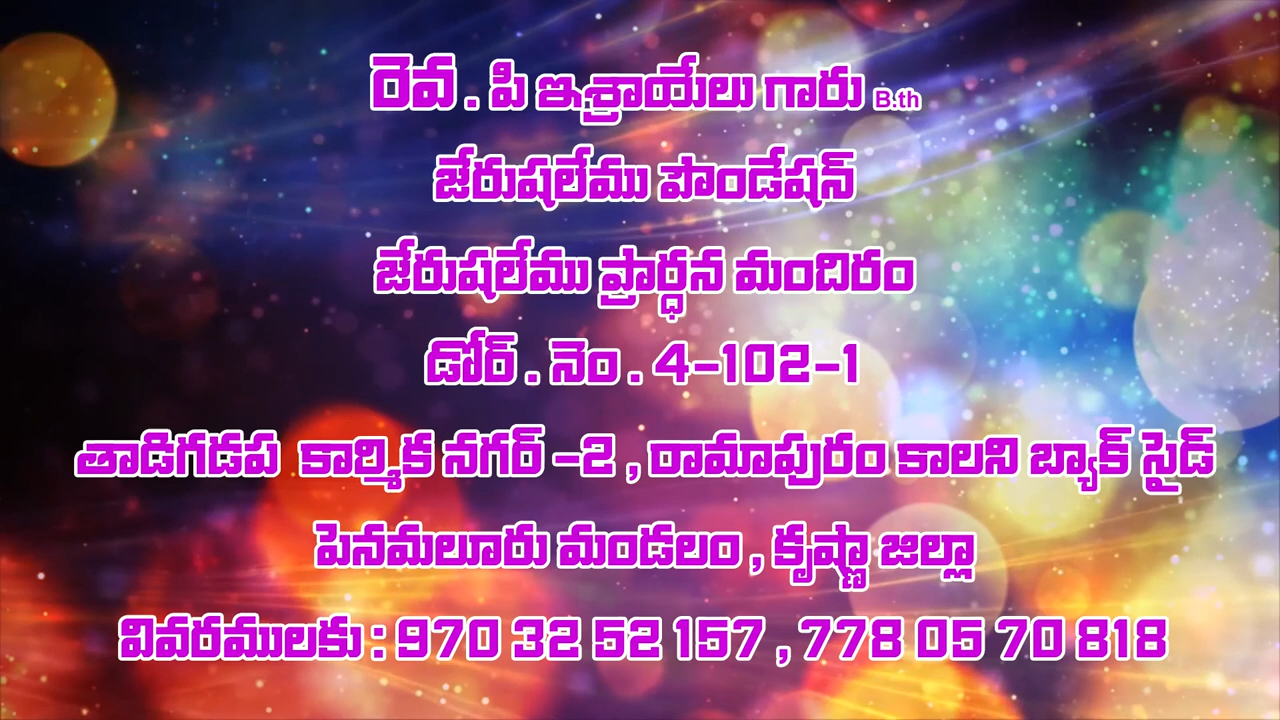 రెవ . పి ఇశ్రాయేలు గారు B.th
జేరుషలేము పౌండేషన్
జేరుషలేము ప్రార్ధన మందిరం
డోర్ . నెం . 4-102-1
తాడిగడప కార్మిక నగర్ -2 , రామాపురం కాలని బ్యాక్ సైడ్
పెనమలూరు మండలం , కృష్ణా జిల్లా
వివరములకు : 970 32 52 157 , 778 05 70 818